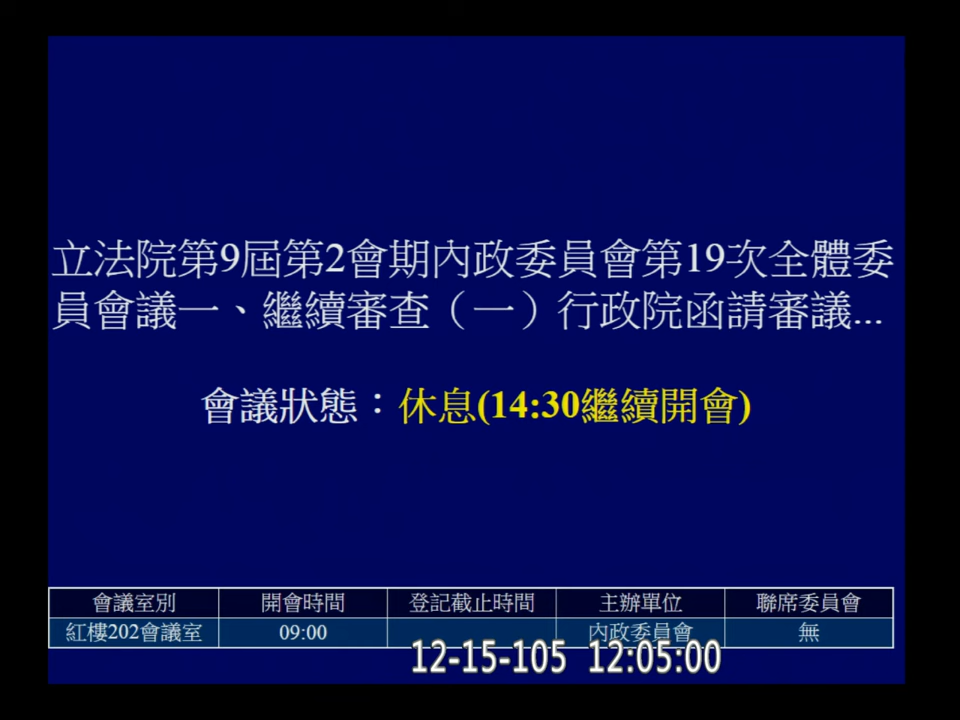 立法院第9屆第2會期內政委員會第19次全體委
員會議一、繼續審查（一）行政院函請審議...
會議狀態：休息(14:30繼續開會)
會議室別 開會時間 登記截止時間 主辦單位 聯席委員會
紅樓202會議室 09:00 內政委員會 無
12-15-105 12:05:00